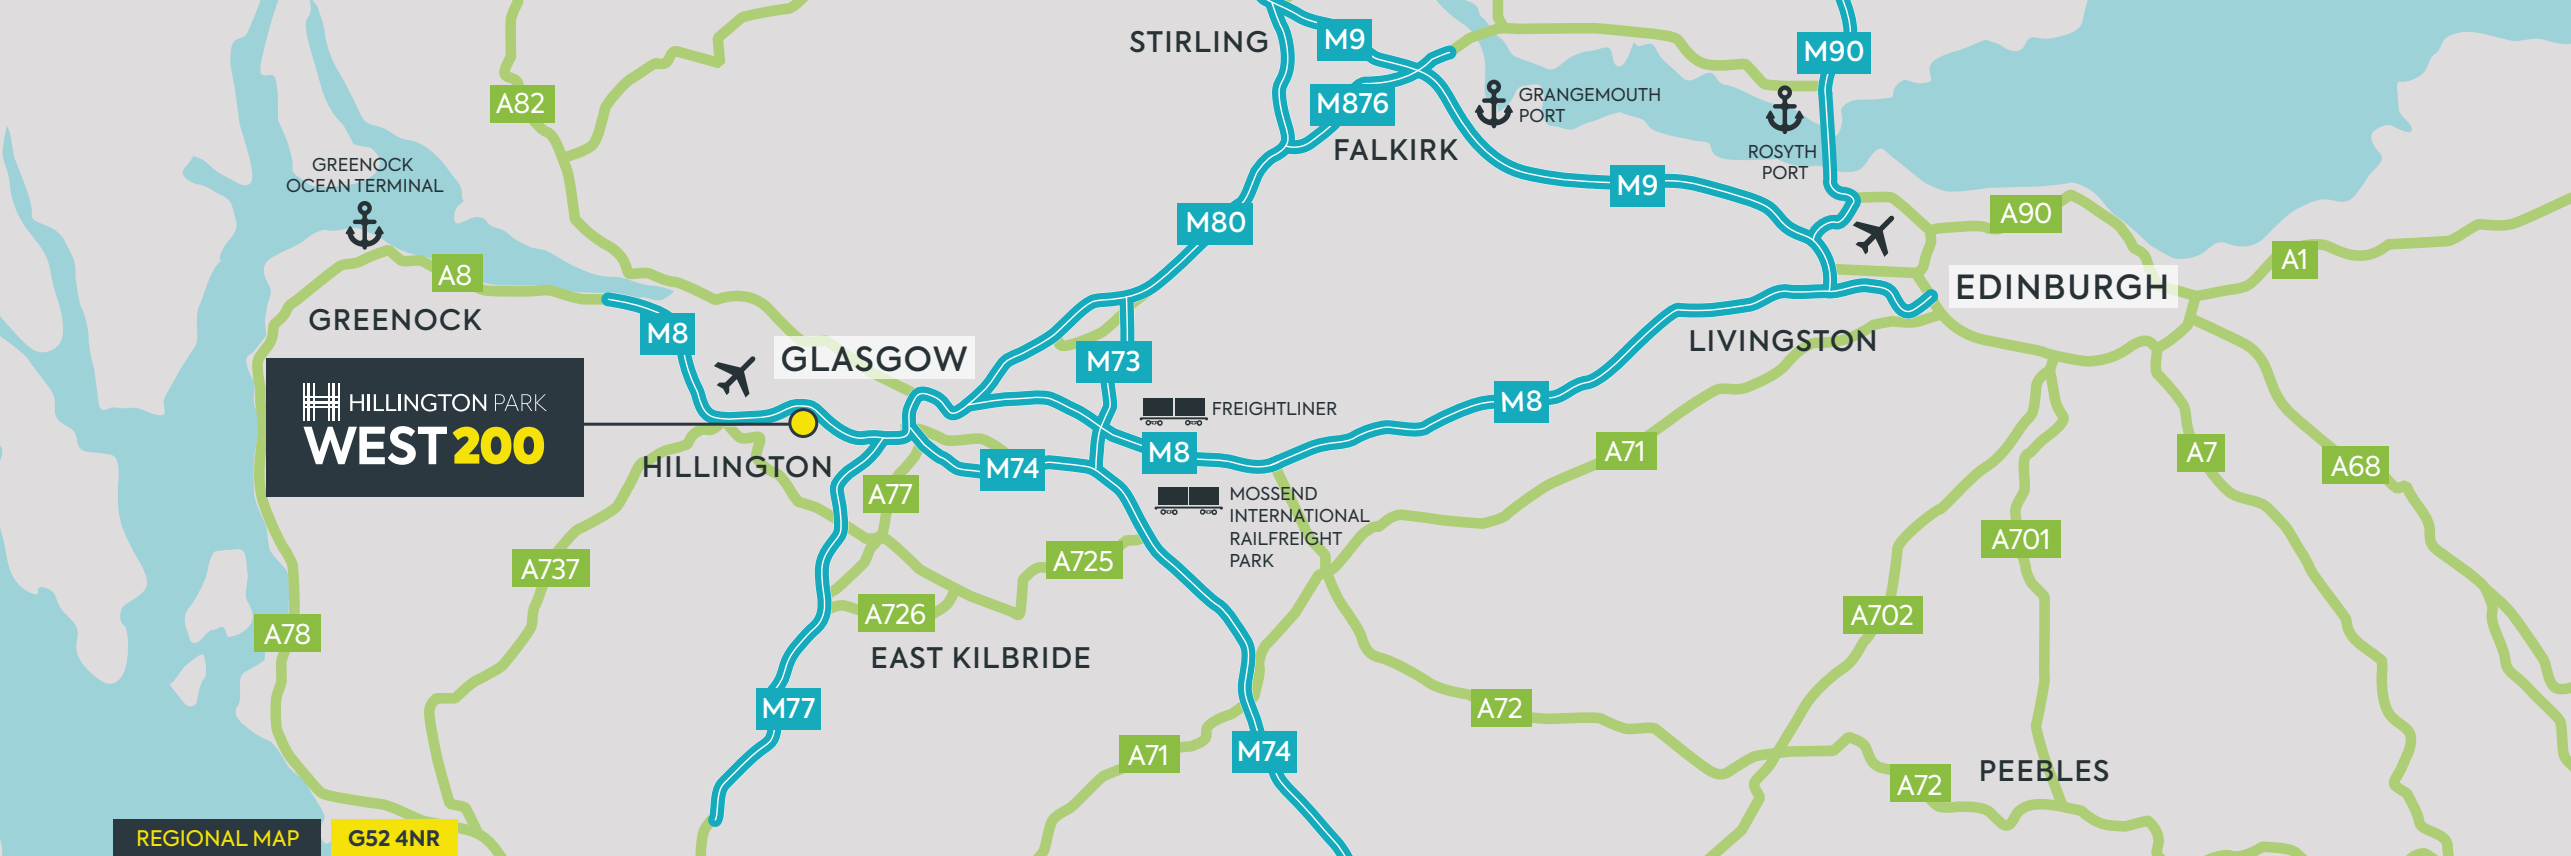 STIRLING
M9
M90
A82
M876
GRANGEMOUTH
PORT
FALKIRK
ROSYTH
PORT
GREENOCK
OCEAN TERMINAL
M9
A90
M80
A8
A1
EDINBURGH
GREENOCK
M8
GLASGOW
M73
LIVINGSTON
HILLINGTON PARK
WEST 200
FREIGHTLINER
M8
M8
HILLINGTON
M74
A71
A7
A68
A77
MOSSEND
INTERNATIONAL
RAILFREIGHT
PARK
A701
A737
A725
A726
A702
A78
EAST KILBRIDE
M77
A72
A71
M74
PEEBLES
A72
REGIONAL MAP
G52 4NR